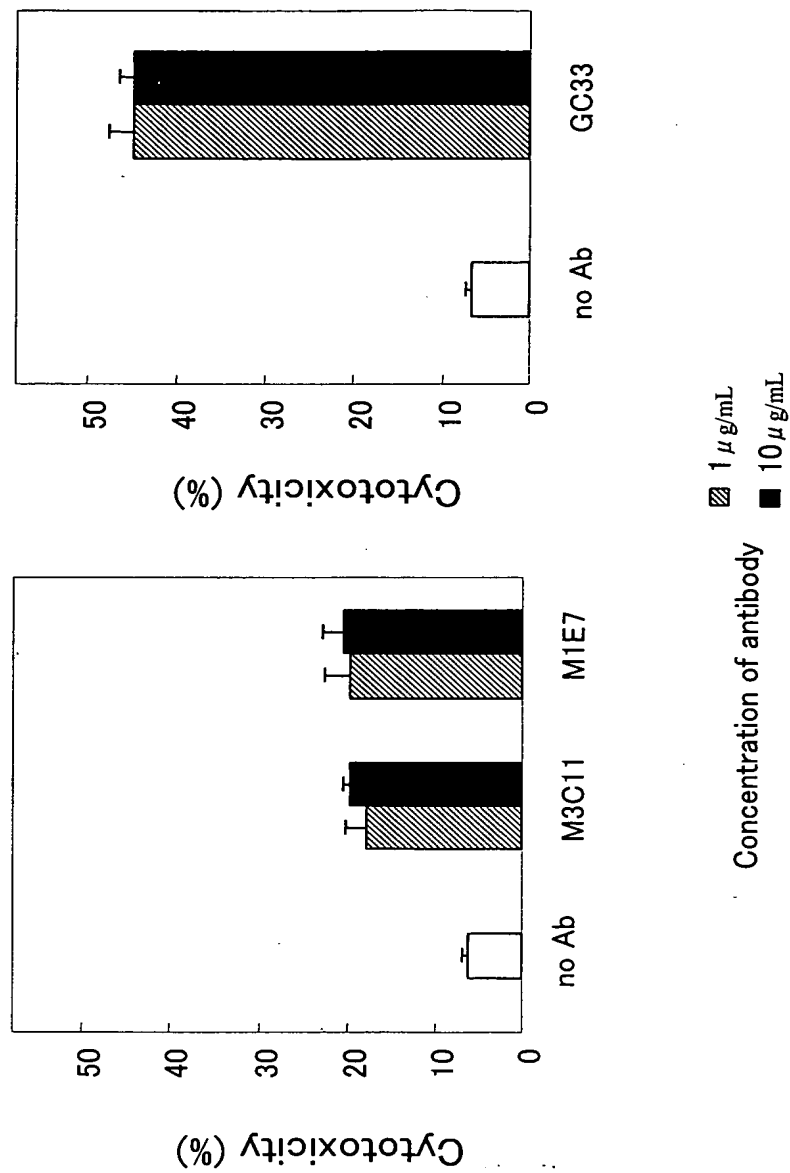 Cytotoxicity (%)
50
40
30
20
10
0
no Ab
M3C11
M1E7
Cytotoxicity (%)
50
40
30
20
10
0
no Ab
GC33
Concentration of antibody
1 μg/mL
10 μg/mL